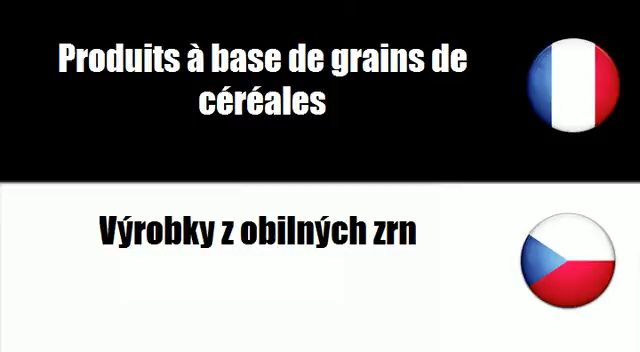 Produits à base de grains de
céréales
Výrobky z obilných zrn